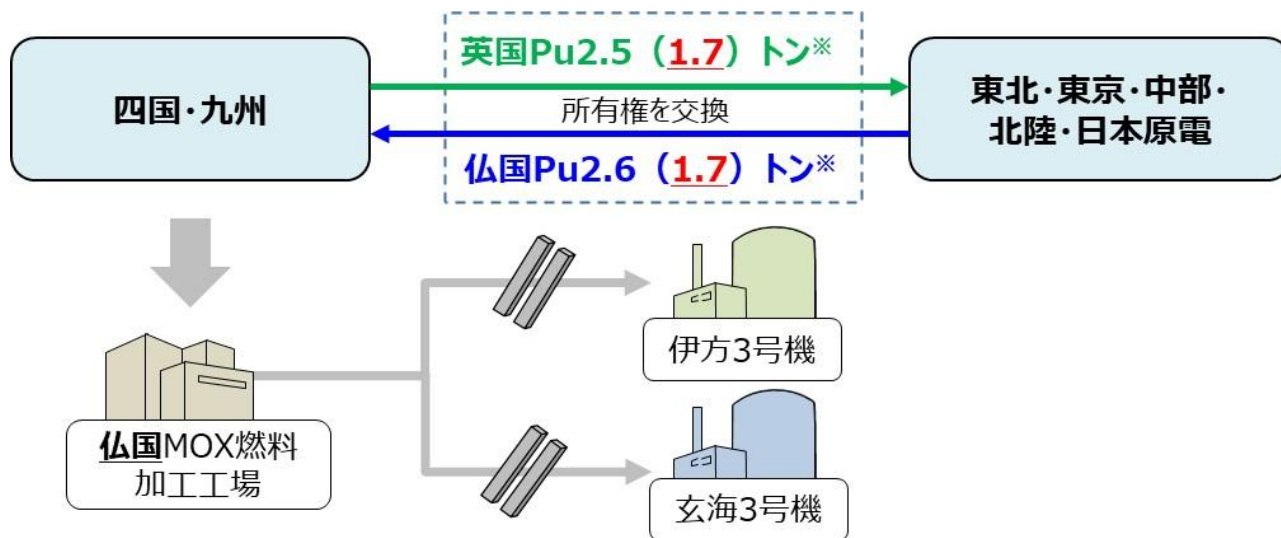 英国Pu2.5（1.7）トン※
四国・九州
所有権を交換
東北・東京・中部・
北陸・日本原電
仏国Pu2.6（1.7）トン※
伊方3号機
仏国MOX燃料
加工工場
玄海3号機